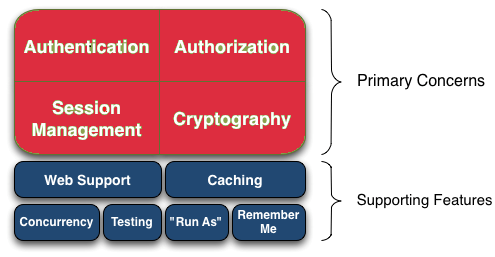 Authentication
Authorization
Primary Concerns
Session
Management
Cryptography
Web Support
Caching
Supporting Features
Concurrency
Testing
"Run As"
Remember
Me